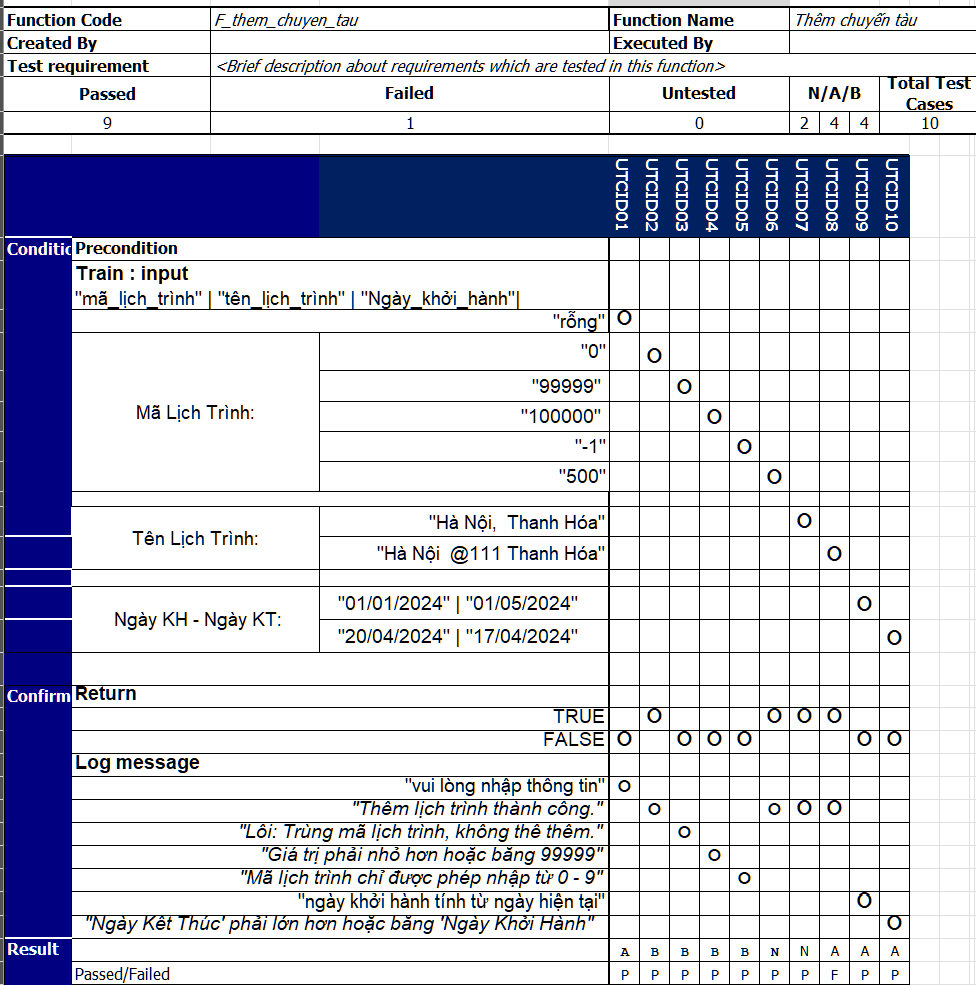 Function Code F_them_chuyen_tau Function Name Thêm chuyến tàu
Created By Executed By
Test requirement <Brief description about requirements which are tested in this function>
Passed Failed Untested N/A/B Total Test Cases
9 1 0 2 4 4 10
UTCID01 UTCID02 UTCID03 UTCID04 UTCID05 UTCID06 UTCID07 UTCID08 UTCID09 UTCID10
Conditic Precondition
Train : input
"mã_lịch_trình" | "tên_lịch_trình" | "Ngày_khởi_hành"|
"rỗng" O
"0" O
"99999" O
Mã Lịch Trình: "100000" O
"-1" O
"500" O
Tên Lịch Trình: "Hà Nội, Thanh Hóa" O
"Hà Nội @111 Thanh Hóa" O
Ngày KH - Ngày KT: "01/01/2024" | "01/05/2024" O
"20/04/2024" | "17/04/2024" O
Confirm Return
TRUE O O O O
FALSE O O O O O O
Log message
"vui lòng nhập thông tin" O
"Thêm lịch trình thành công." O O O O
"Lôi: Trùng mã lịch trình, không thê thêm." O
"Giá trị phải nhỏ hơn hoặc băng 99999" O
"Mã lịch trình chỉ được phép nhập từ 0 - 9" O
"ngày khởi hành tính từ ngày hiện tại" O
"Ngày Kêt Thúc' phải lớn hơn hoặc băng 'Ngày Khởi Hành" O
Result A B B B B N N A A A
Passed/Failed P P P P P P P F P P